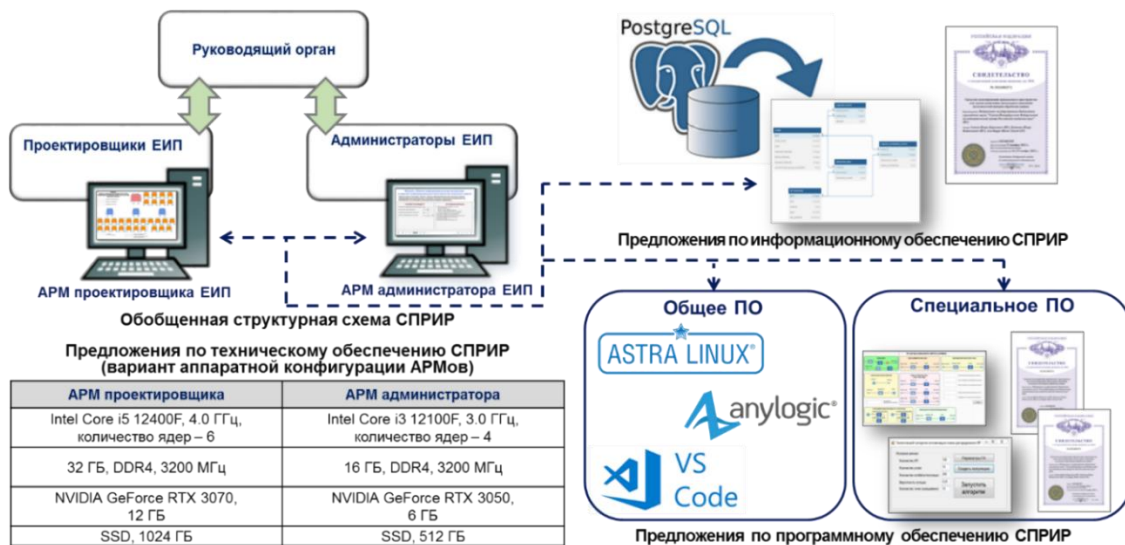 Руководящий орган
Проектировщики ЕИП
Администраторы ЕИП
АРМ проектировщика ЕИП
АРМ администратора ЕИП
Обобщенная структурная схема СПРИР
Предложения по техническому обеспечению СПРИР
(вариант аппаратной конфигурации АРМов)
АРМ проектировщика
АРМ администратора
Intel Core i5 12400F, 4.0 ГГц,
количество ядер – 6
Intel Core i3 12100F, 3.0 ГГц,
количество ядер – 4
32 ГБ, DDR4, 3200 МГц
16 ГБ, DDR4, 3200 МГц
NVIDIA GeForce RTX 3070,
12 ГБ
NVIDIA GeForce RTX 3050,
6 ГБ
SSD, 1024 ГБ
SSD, 512 ГБ
PostgreSQL
РОССИЙСКАЯ ФЕДЕРАЦИЯ
СВИДЕТЕЛЬСТВО
Предложения по информационному обеспечению СПРИР
Общее ПО
ASTRA LINUX®
anylogic®
VS
Code
Специальное ПО
Запустить
алгоритм
Предложения по программному обеспечению СПРИР